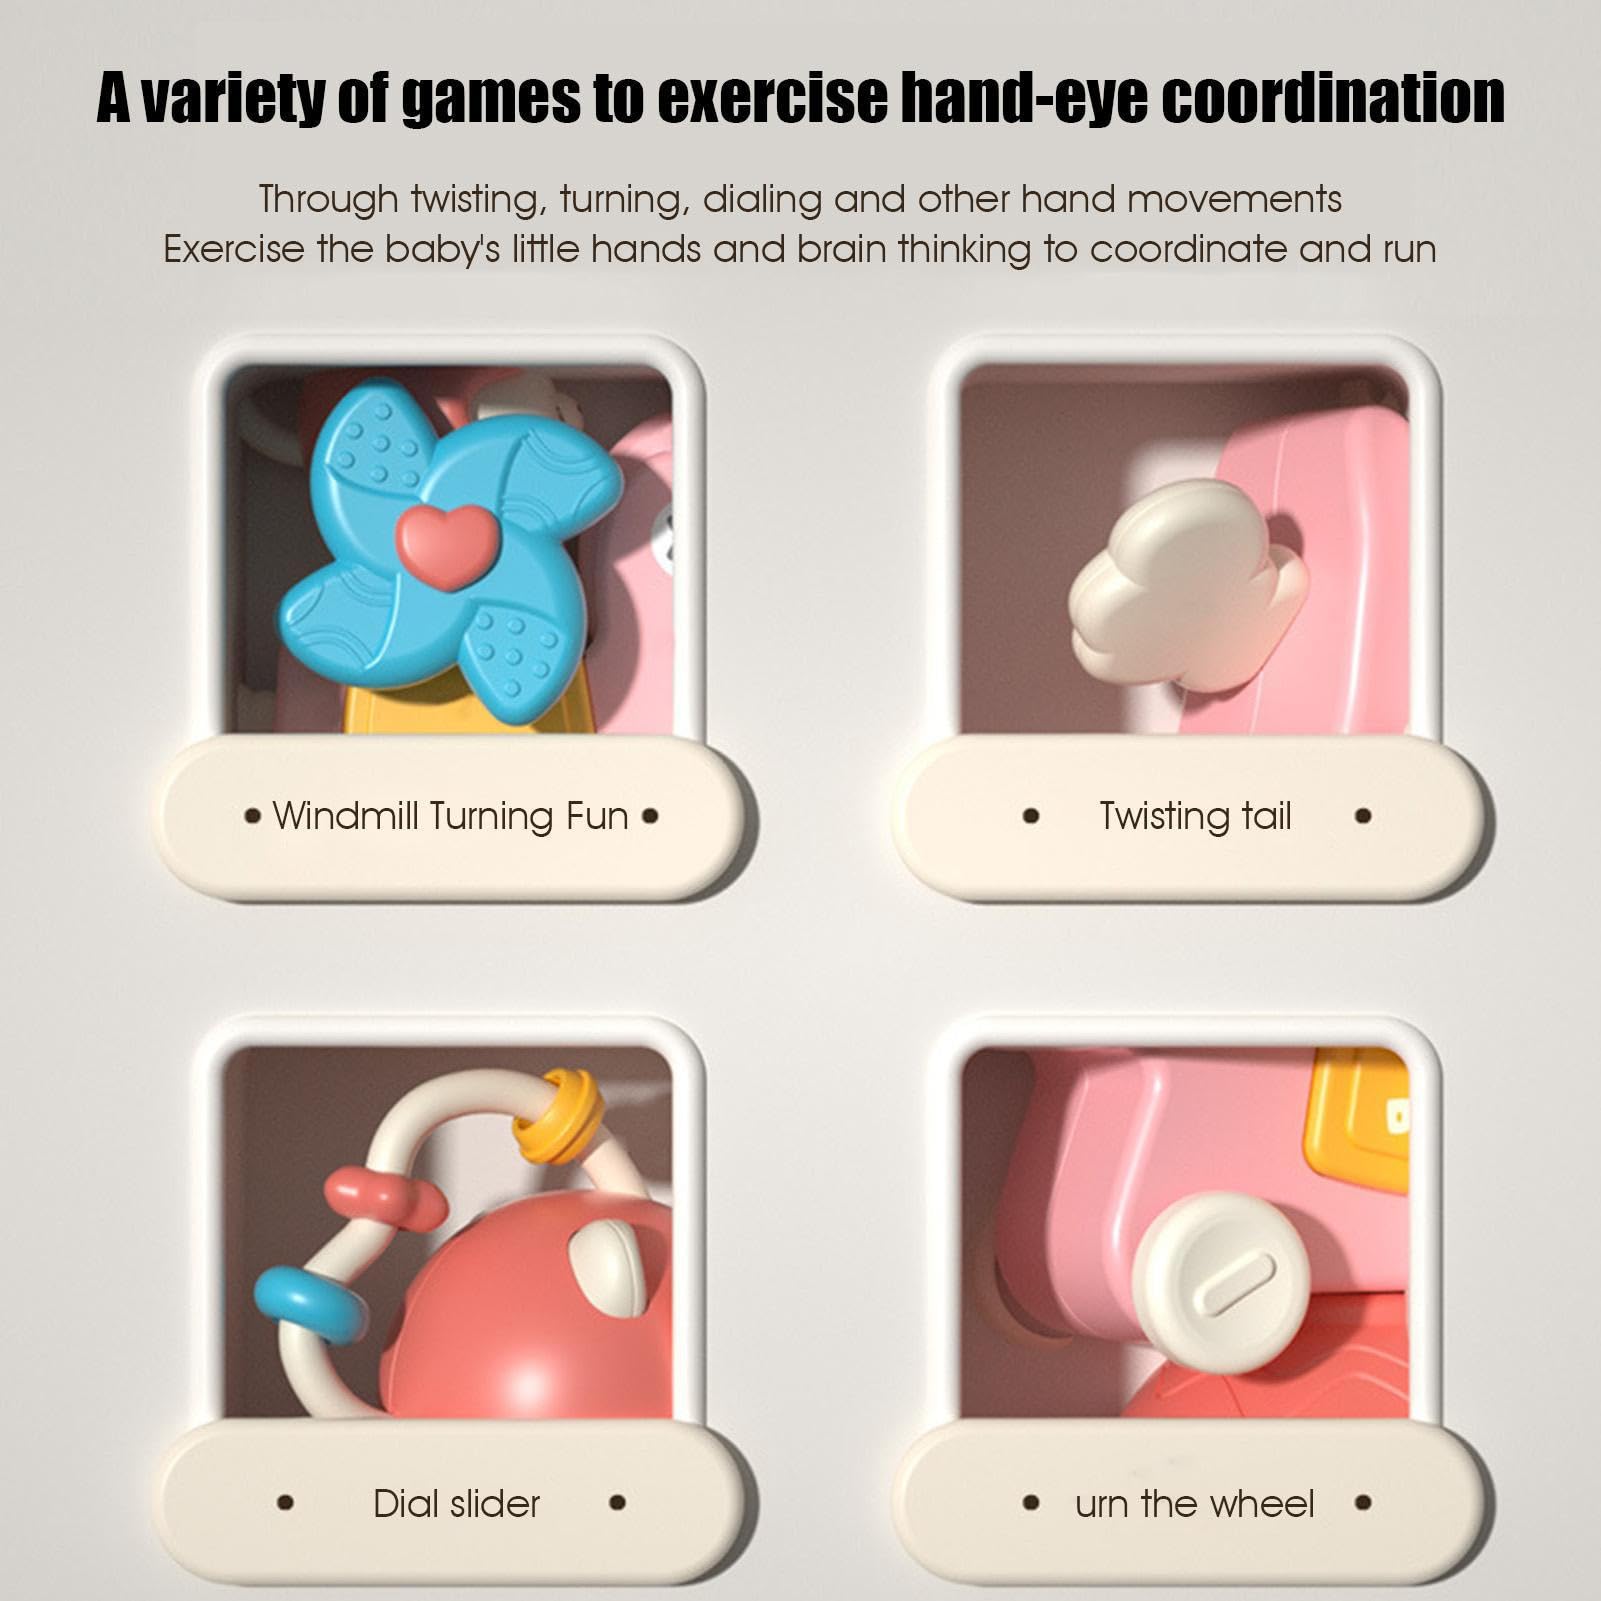 A variety of games to exercise hand-eye coordination
Through twisting, turning, dialing and other hand movements
Exercise the baby's little hands and brain thinking to coordinate and run
• Windmill Turning Fun •
• Twisting tail •
• Dial slider •
• urn the wheel •